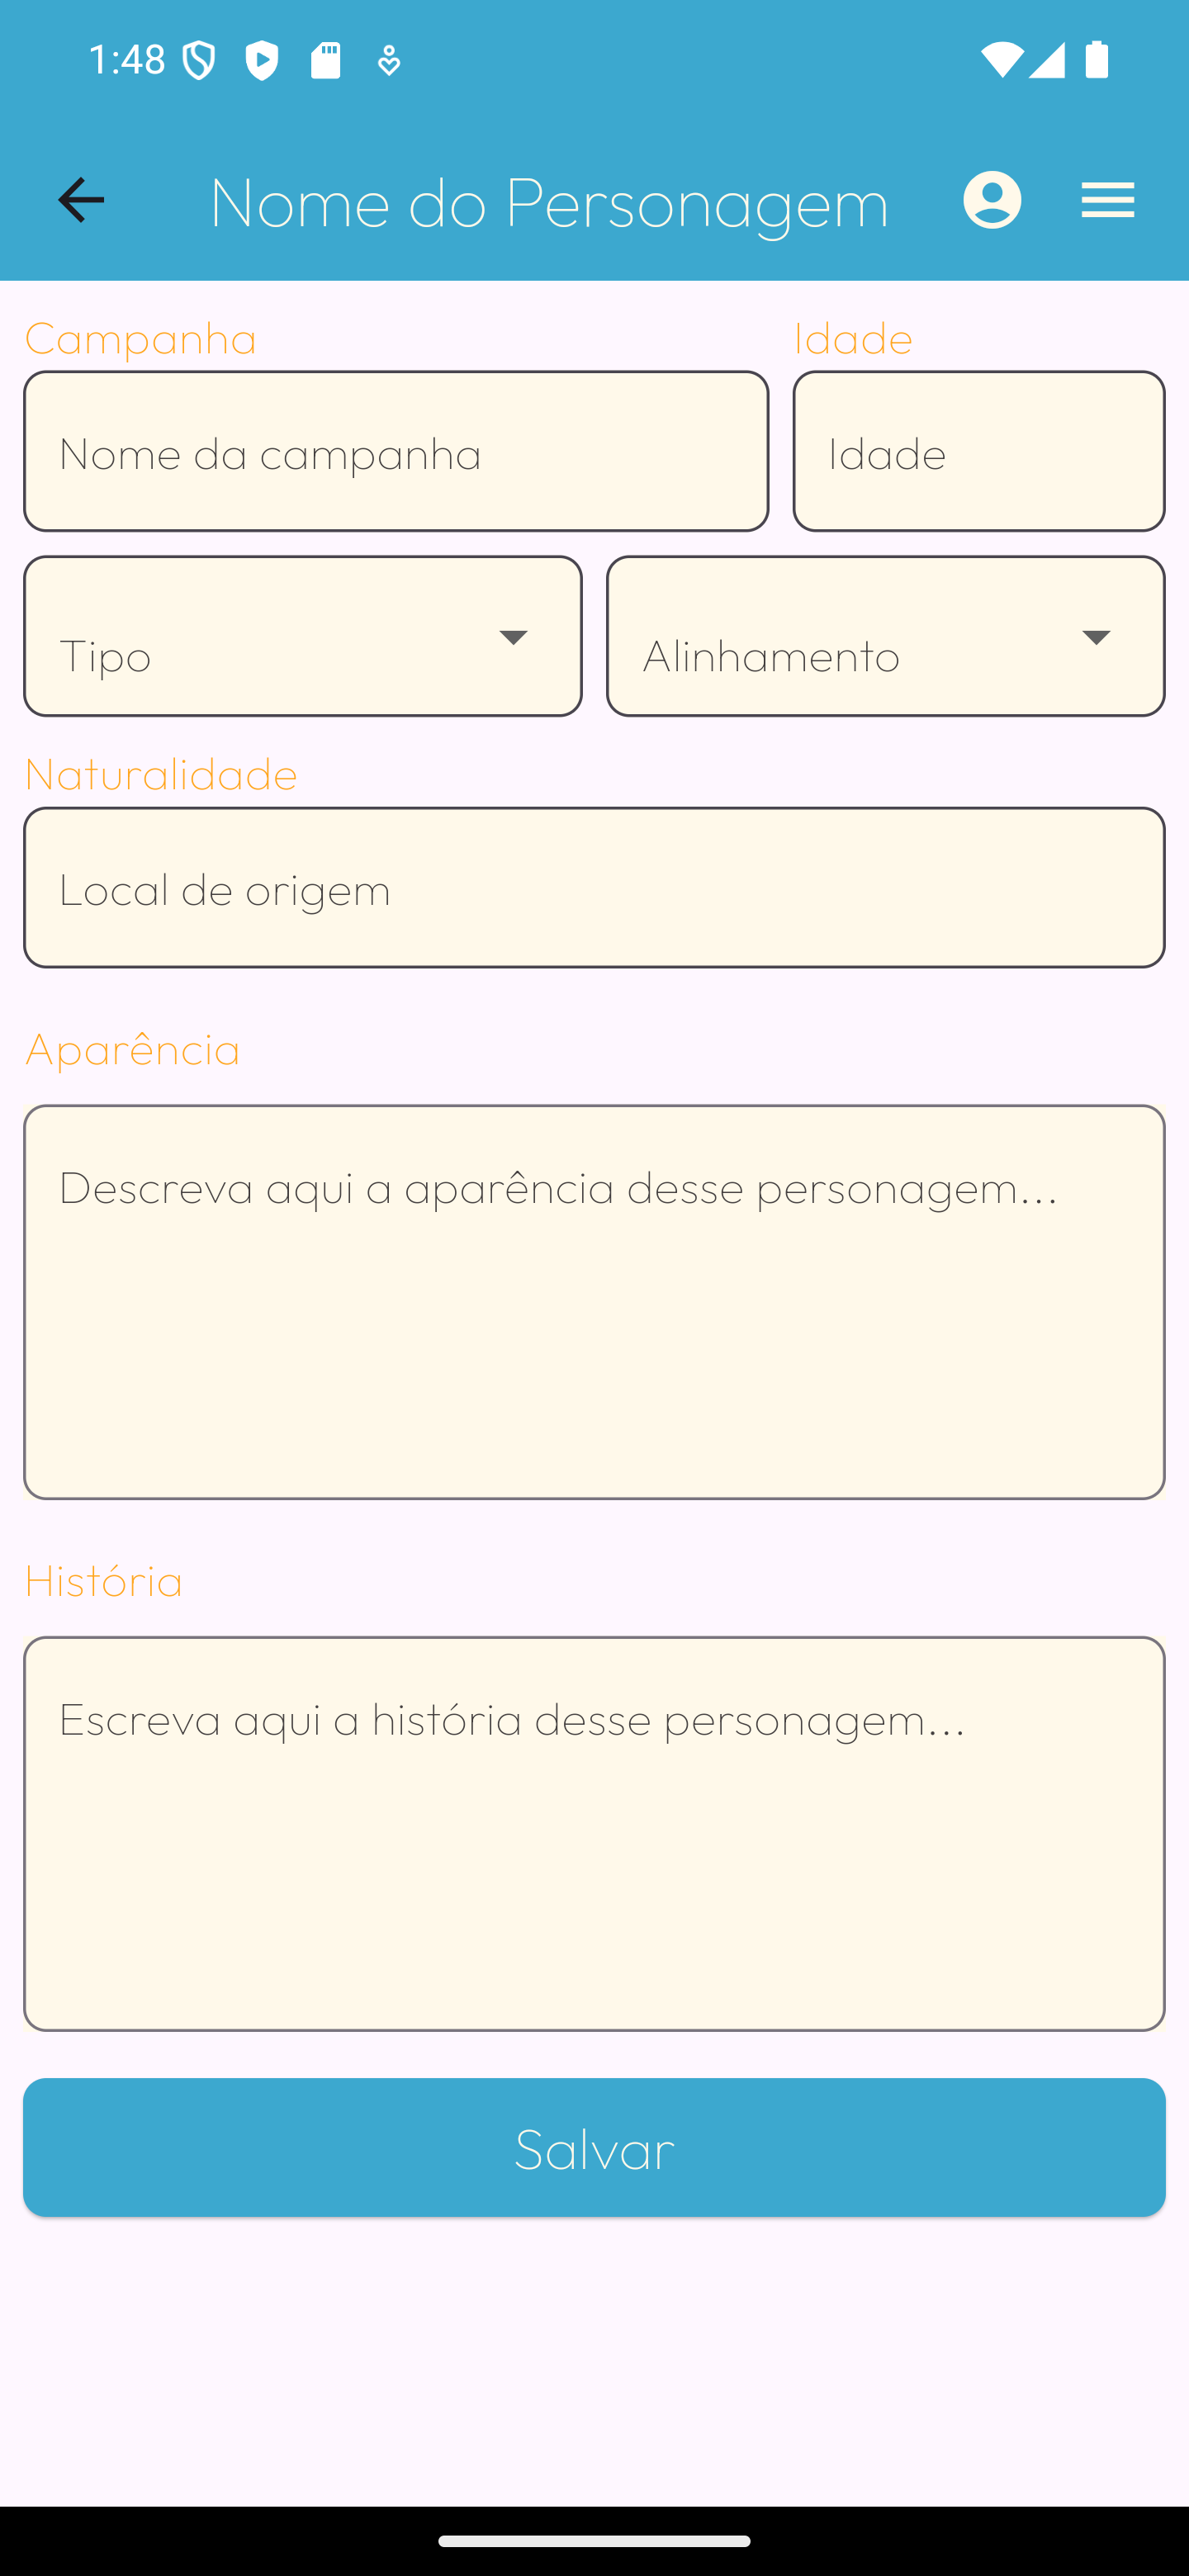 1:48
Nome do Personagem
Campanha Idade
Nome da campanha Idade
Tipo Alinhamento
Naturalidade
Local de origem
Aparência
Descreva aqui a aparência desse personagem...
História
Escreva aqui a história desse personagem...
Salvar